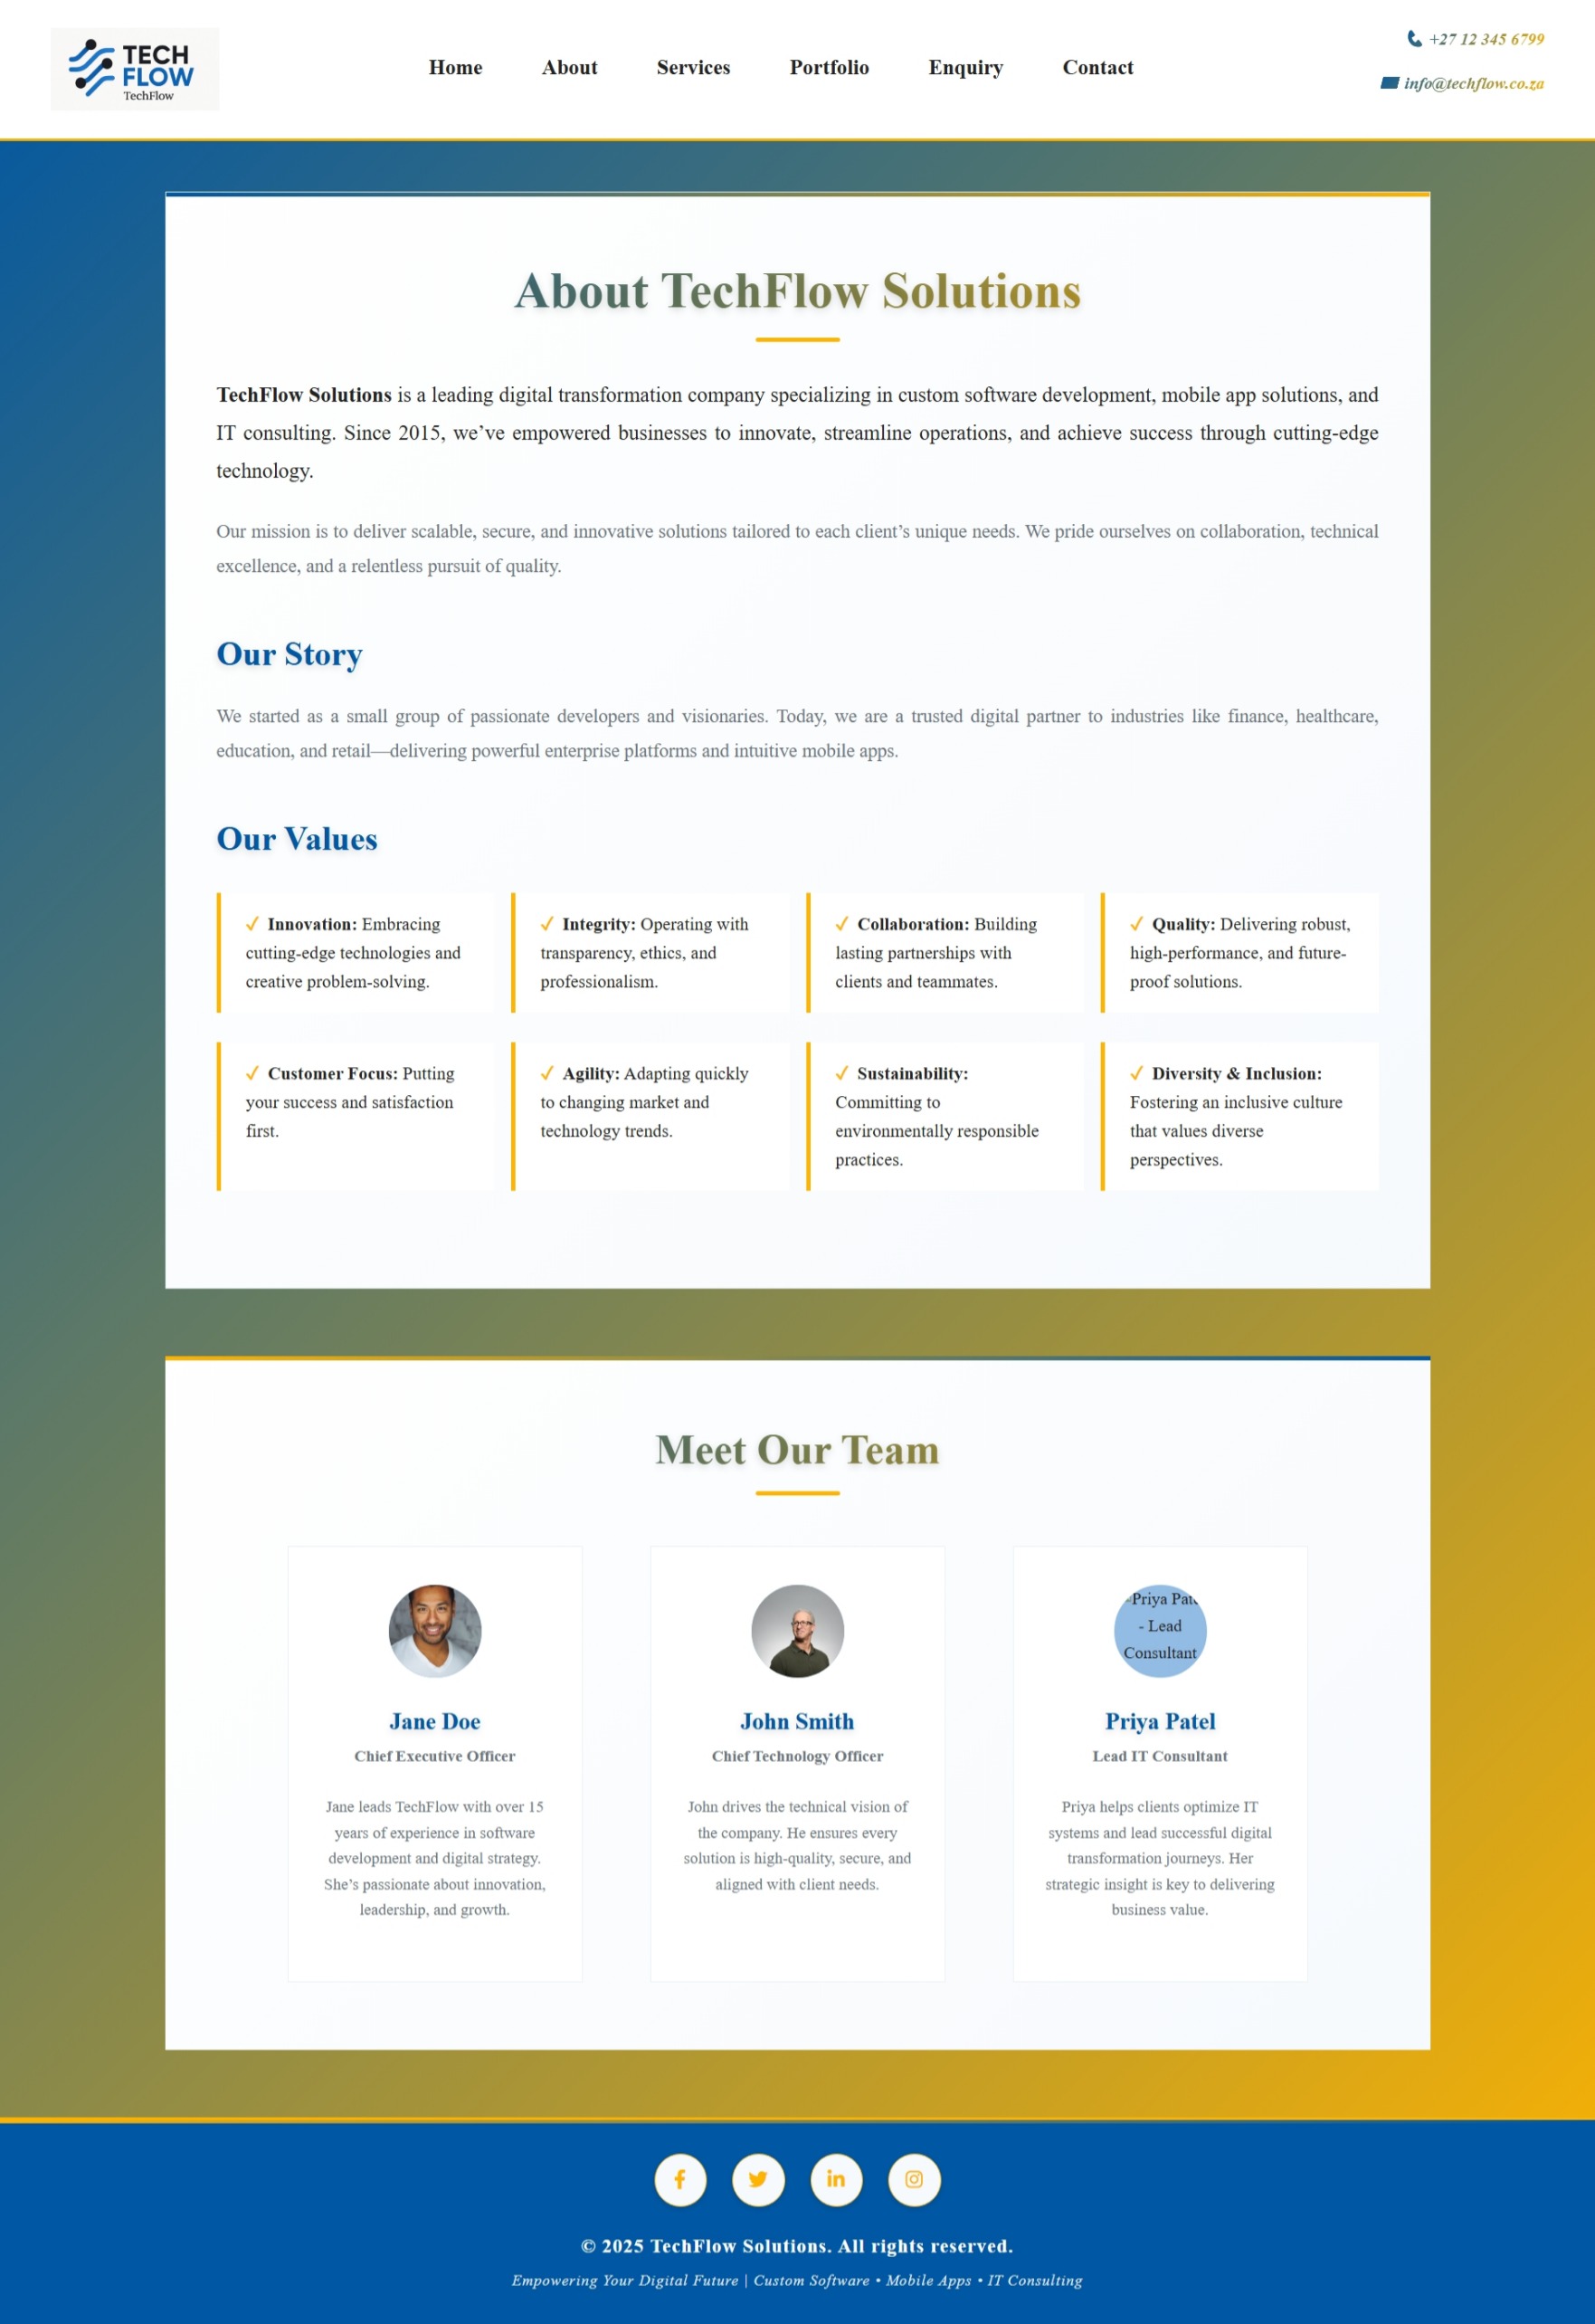 TECH
FLOW
TechFlow
Home About Services Portfolio Enquiry Contact
+27 12 345 6799
info@techflow.co.za
About TechFlow Solutions
TechFlow Solutions is a leading digital transformation company specializing in custom software development, mobile app solutions, and
IT consulting. Since 2015, we’ve empowered businesses to innovate, streamline operations, and achieve success through cutting-edge
technology.
Our mission is to deliver scalable, secure, and innovative solutions tailored to each client’s unique needs. We pride ourselves on collaboration, technical
excellence, and a relentless pursuit of quality.
Our Story
We started as a small group of passionate developers and visionaries. Today, we are a trusted digital partner to industries like finance, healthcare,
education, and retail—delivering powerful enterprise platforms and intuitive mobile apps.
Our Values
✓ Innovation: Embracing
cutting-edge technologies and
creative problem-solving.
✓ Integrity: Operating with
transparency, ethics, and
professionalism.
✓ Collaboration: Building
lasting partnerships with
clients and teammates.
✓ Quality: Delivering robust,
high-performance, and future-
proof solutions.
✓ Customer Focus: Putting
your success and satisfaction
first.
✓ Agility: Adapting quickly
to changing market and
technology trends.
✓ Sustainability:
Committing to
environmentally responsible
practices.
✓ Diversity & Inclusion:
Fostering an inclusive culture
that values diverse
perspectives.
Meet Our Team
Jane Doe
Chief Executive Officer
Jane leads TechFlow with over 15
years of experience in software
development and digital strategy.
She’s passionate about innovation,
leadership, and growth.
John Smith
Chief Technology Officer
John drives the technical vision of
the company. He ensures every
solution is high-quality, secure, and
aligned with client needs.
Priya Pate
- Lead
Consultant
Priya Patel
Lead IT Consultant
Priya helps clients optimize IT
systems and lead successful digital
transformation journeys. Her
strategic insight is key to delivering
business value.
© 2025 TechFlow Solutions. All rights reserved.
Empowering Your Digital Future | Custom Software • Mobile Apps • IT Consulting